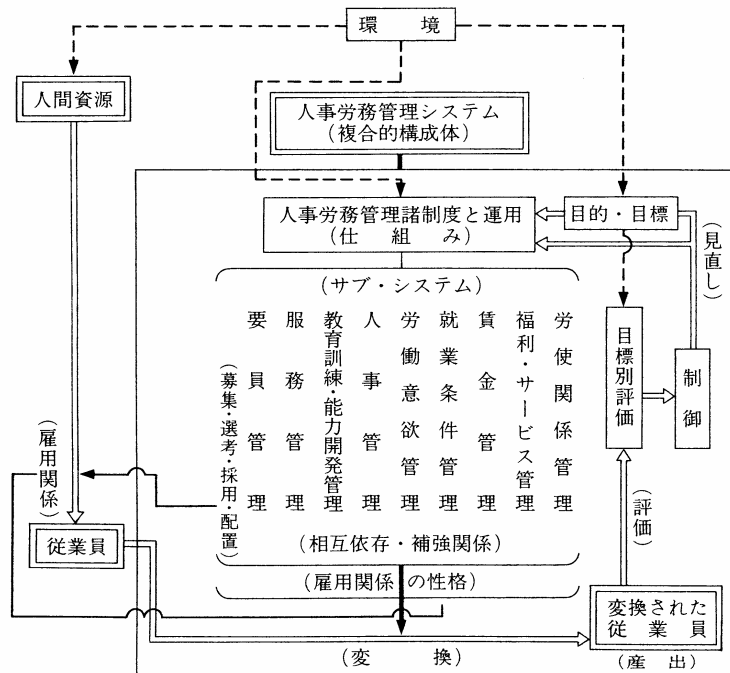 環境
人間資源
人事労務管理システム
(複合的構成体)
人事労務管理諸制度と運用
(仕組み)
目的・目標
(見直し)
(サブ・システム)
要員管理
(募集・選考・採用・配置)
服務管理
教育訓練・能力開発管理
人事管理
労働意欲管理
就業条件管理
賃金管理
福利・サービス管理
労使関係管理
目標別評価
制御
(雇用関係)
従業員
(相互依存・補強関係)
(雇用関係の性格)
(評価)
(変換)
変換された
従業員
(産出)